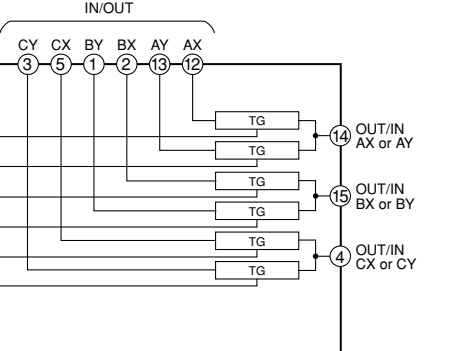 IN/OUT
CY CX BY BX AY AX
3 5 1 2 13 12
TG
14 OUT/IN
AX or AY
TG
TG
15 OUT/IN
BX or BY
TG
TG
4 OUT/IN
CX or CY
TG